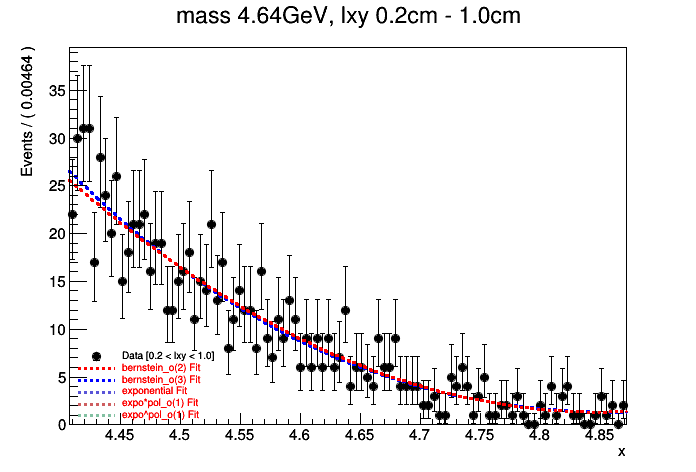 mass 4.64GeV, lxy 0.2cm - 1.0cm
Events / ( 0.00464 )
35
30
25
20
15
10
5
0
Data [0.2 < lxy < 1.0]
bernstein_o(2) Fit
bernstein_o(3) Fit
exponential Fit
expo^pol_o(1) Fit
expo^pol_o(1) Fit
4.45 4.5 4.55 4.6 4.65 4.7 4.75 4.8 4.85
x